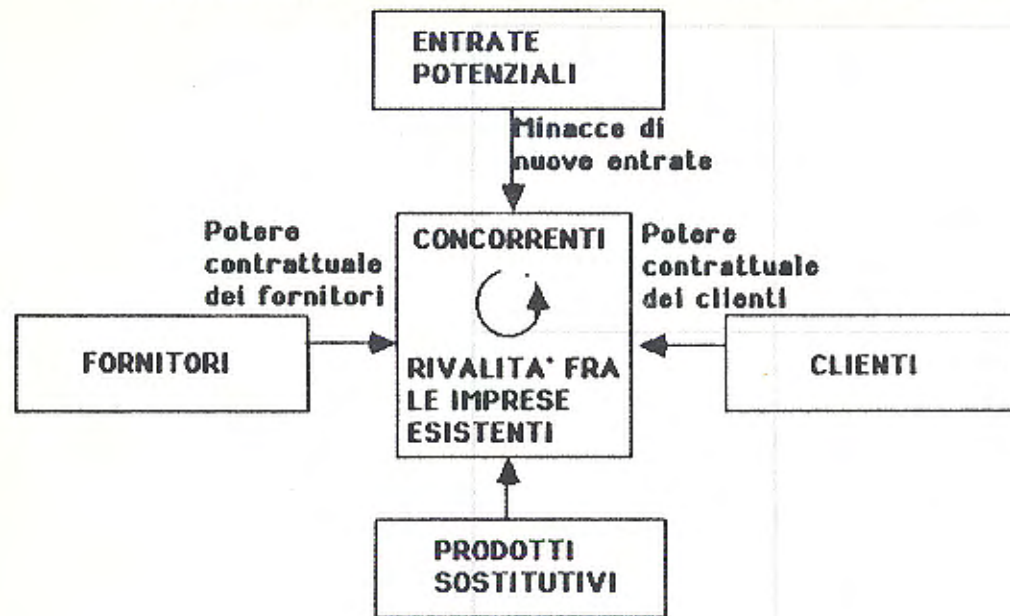 ENTRATE
POTENZIALI
Minacce di
nuove entrate
Potere
contrattuale
dei fornitori
CONCORRENTI
Potere
contrattuale
dei clienti
FORNITORI
RIVALITA' FRA
LE IMPRESE
ESISTENTI
CLIENTI
PRODOTTI
SOSTITUTIVI